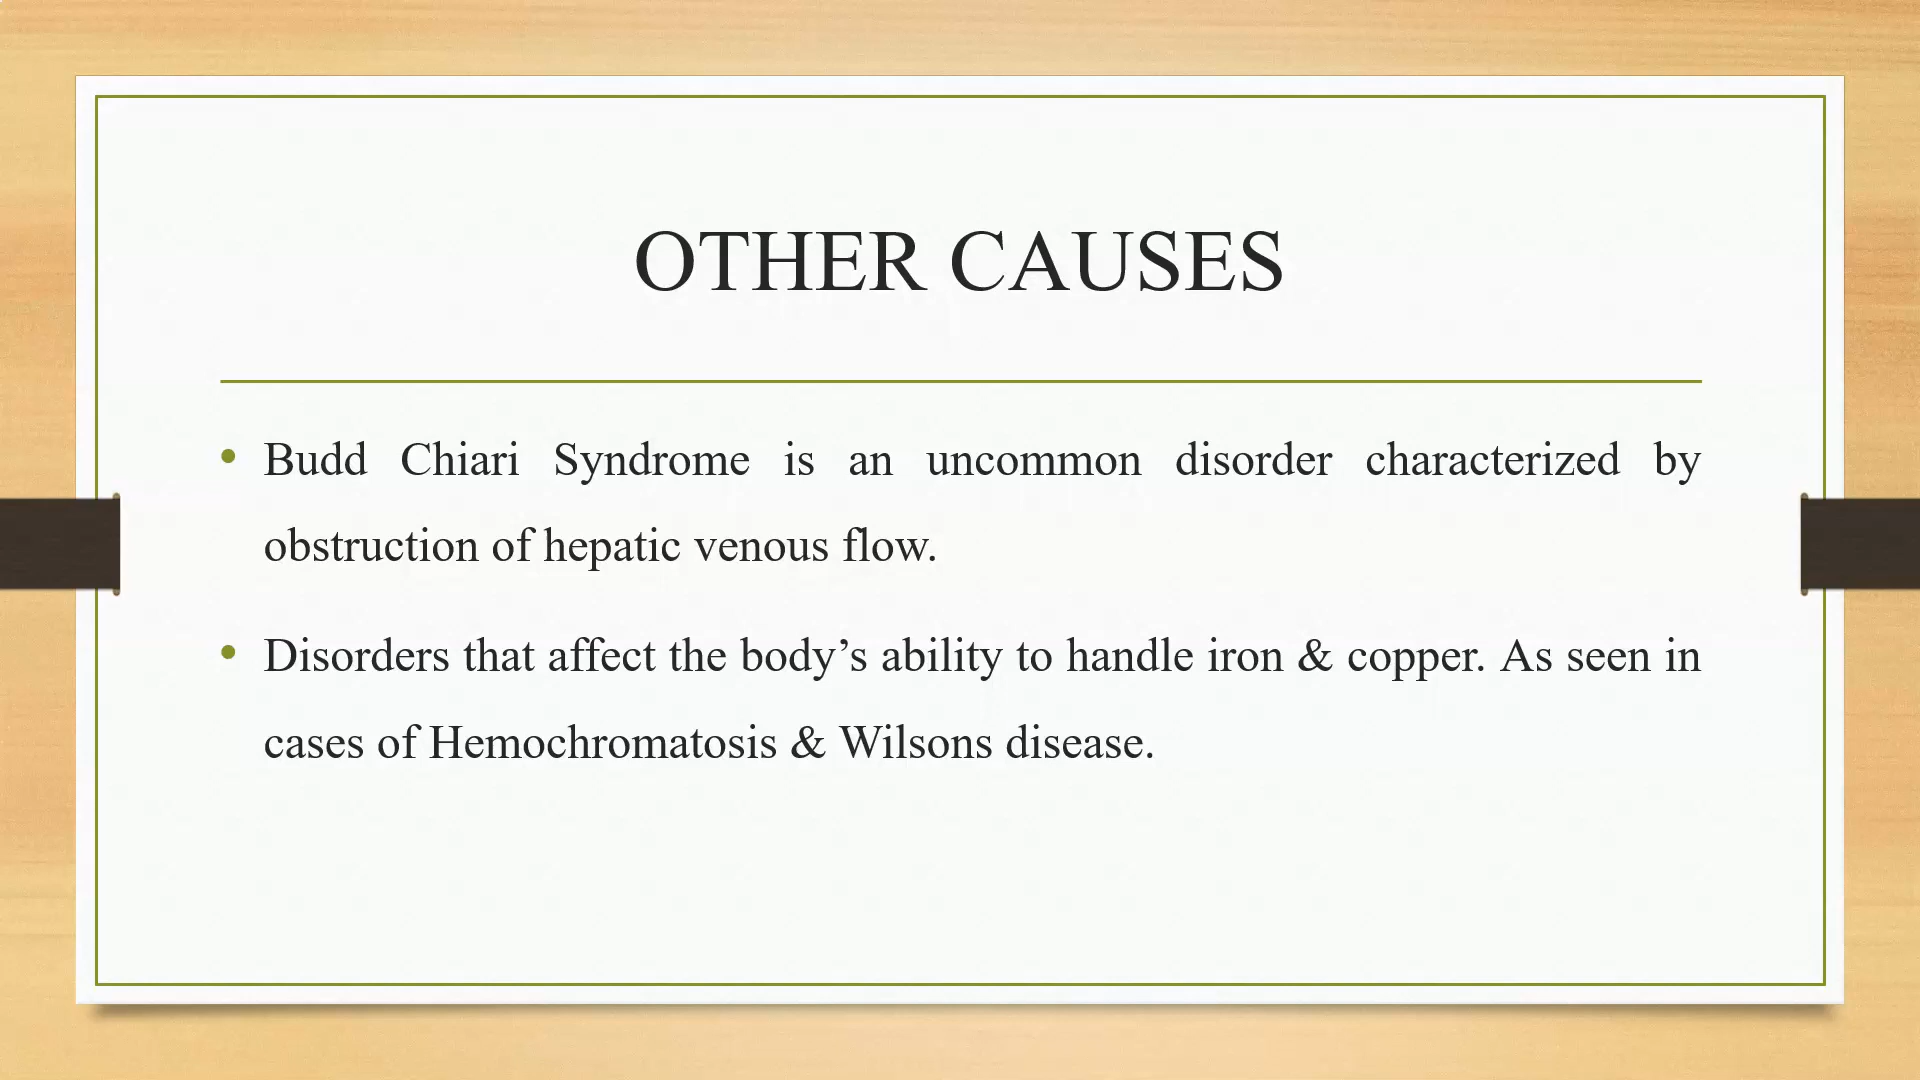 OTHER CAUSES
• Budd Chiari Syndrome is an uncommon disorder characterized by
obstruction of hepatic venous flow.
• Disorders that affect the body’s ability to handle iron & copper. As seen in
cases of Hemochromatosis & Wilsons disease.